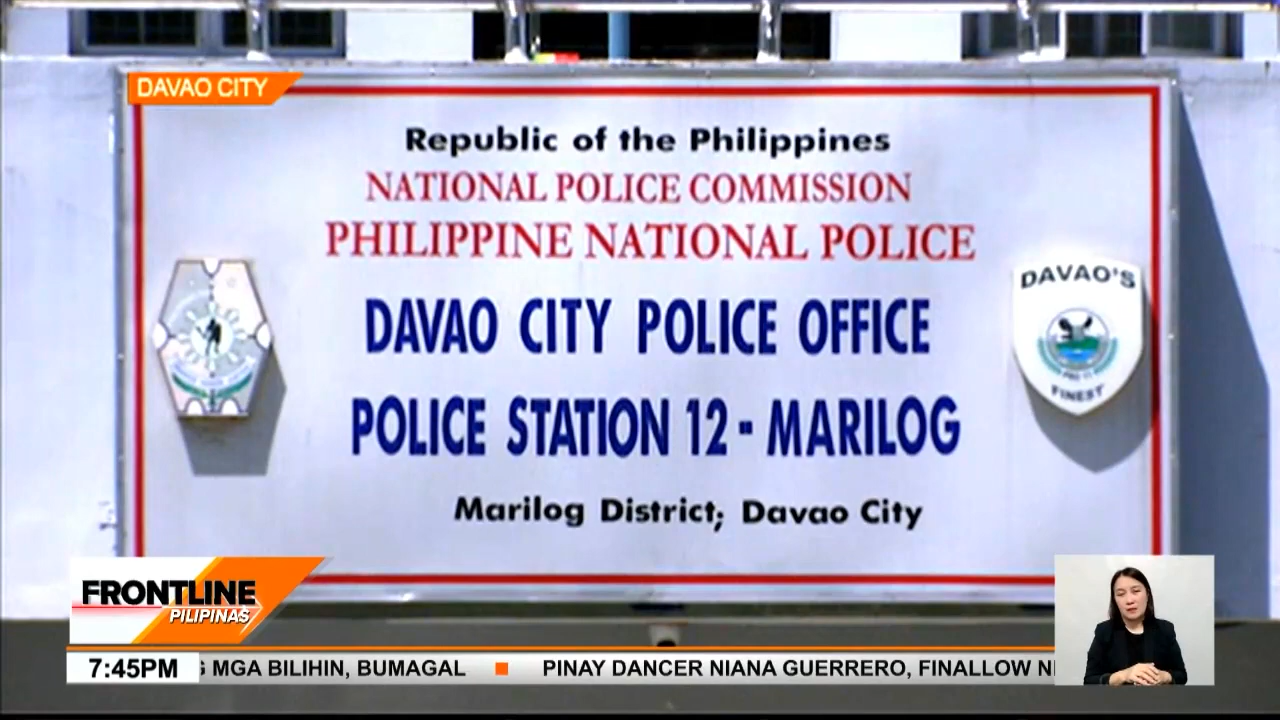 DAVAO CITY
Republic of the Philippines
NATIONAL POLICE COMMISSION
PHILIPPINE NATIONAL POLICE
DAVAO CITY POLICE OFFICE
POLICE STATION 12 - MARILOG
Marilog District, Davao City
DAVAO'S
FINEST
FRONTLINE
PILIPINAS
7:45PM
MGA BILIHIN, BUMAGAL ■ PINAY DANCER NIANA GUERRERO, FINALLOW